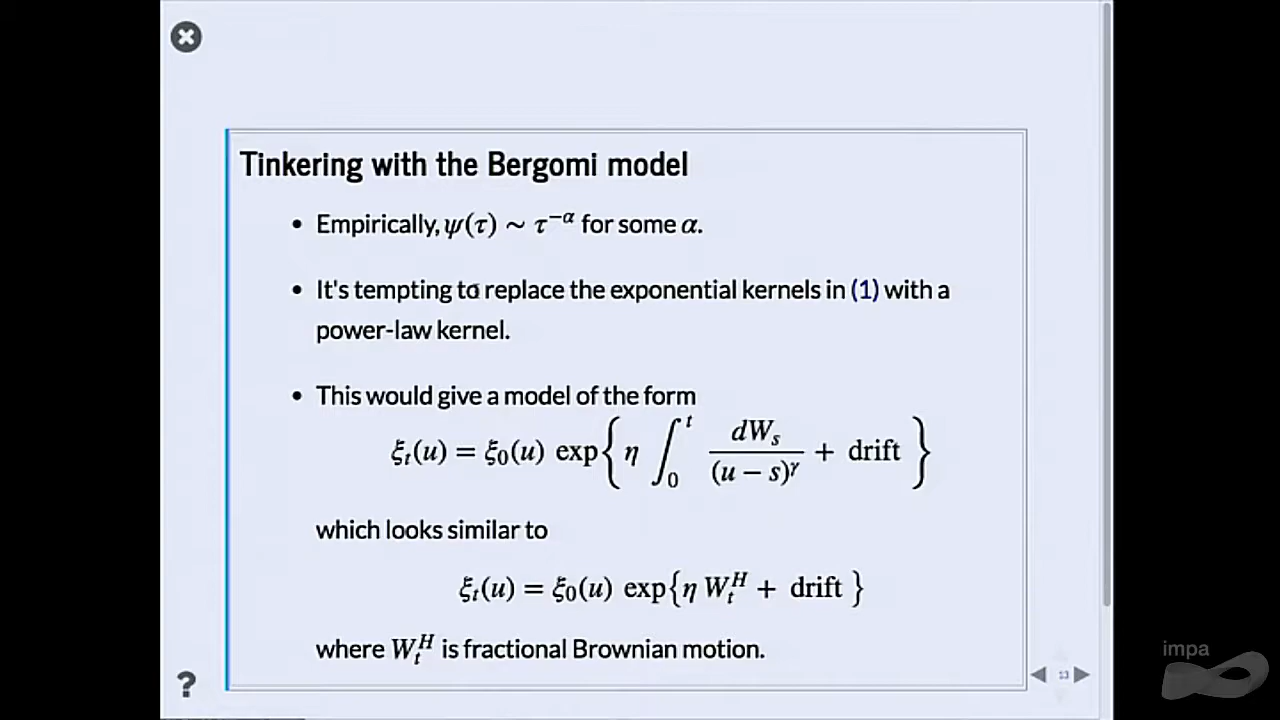 Tinkering with the Bergomi model
• Empirically, ψ(τ) ~ τ^{−α} for some α.
• It's tempting to replace the exponential kernels in (1) with a
power-law kernel.
• This would give a model of the form
ξ_t(u) = ξ_0(u) exp{ η ∫_0^t dW_s / (u − s)^γ + drift }
which looks similar to
ξ_t(u) = ξ_0(u) exp{ η W_t^H + drift }
where W_t^H is fractional Brownian motion.
?
13
impa